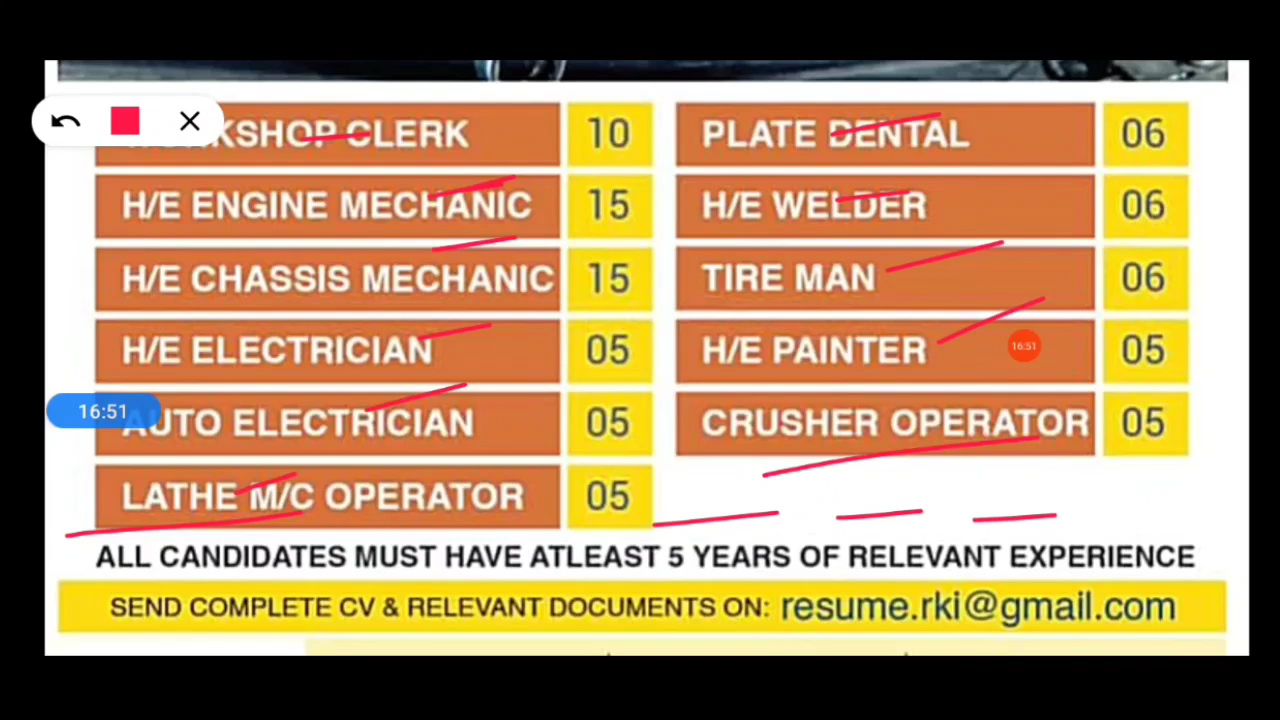 KSHOP CLERK 10
H/E ENGINE MECHANIC 15
H/E CHASSIS MECHANIC 15
H/E ELECTRICIAN 05
AUTO ELECTRICIAN 05
LATHE M/C OPERATOR 05
PLATE DENTAL 06
H/E WELDER 06
TIRE MAN 06
H/E PAINTER 05
CRUSHER OPERATOR 05
16:51
16:51
ALL CANDIDATES MUST HAVE ATLEAST 5 YEARS OF RELEVANT EXPERIENCE
SEND COMPLETE CV & RELEVANT DOCUMENTS ON: resume.rki@gmail.com